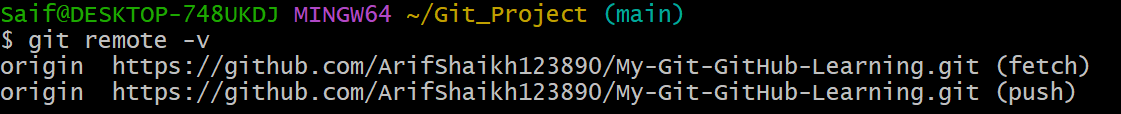 Saif@DESKTOP-748UKDJ MINGW64 ~/Git_Project (main)
$ git remote -v
origin  https://github.com/ArifShaikh123890/My-Git-GitHub-Learning.git (fetch)
origin  https://github.com/ArifShaikh123890/My-Git-GitHub-Learning.git (push)